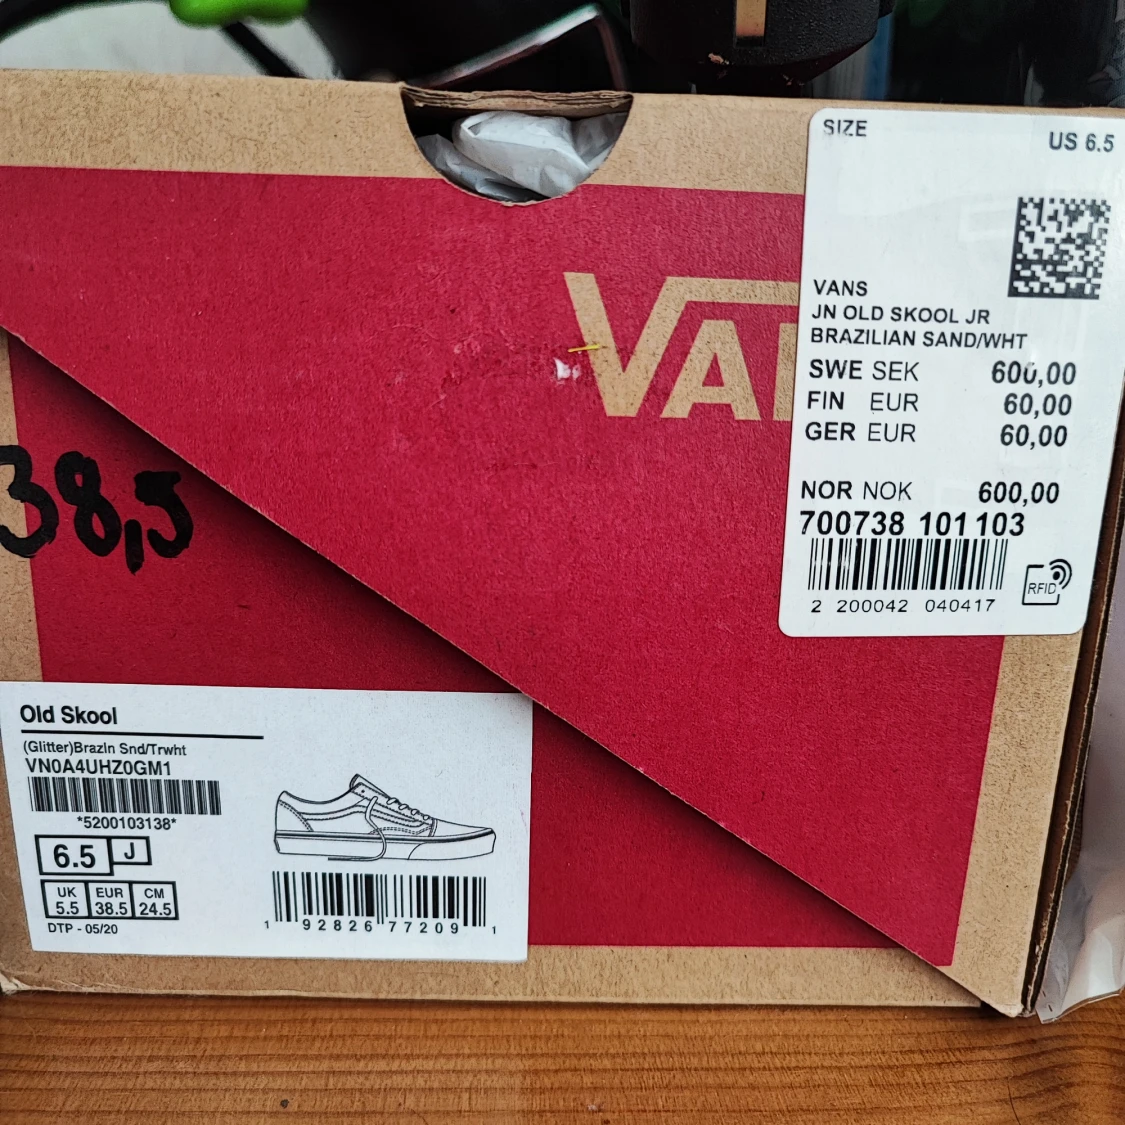 SIZE US 6.5
VANS
JN OLD SKOOL JR
BRAZILIAN SAND/WHT
SWE SEK 600,00
FIN EUR 60,00
GER EUR 60,00
NOR NOK 600,00
700738 101103
2 200042 040417
RFID
VA
38,5
Old Skool
(Glitter)Brazln Snd/Trwht
VN0A4UHZ0GM1
*5200103138*
6.5 J
UK EUR CM
5.5 38.5 24.5
DTP - 05/20
1 92826 77209 1